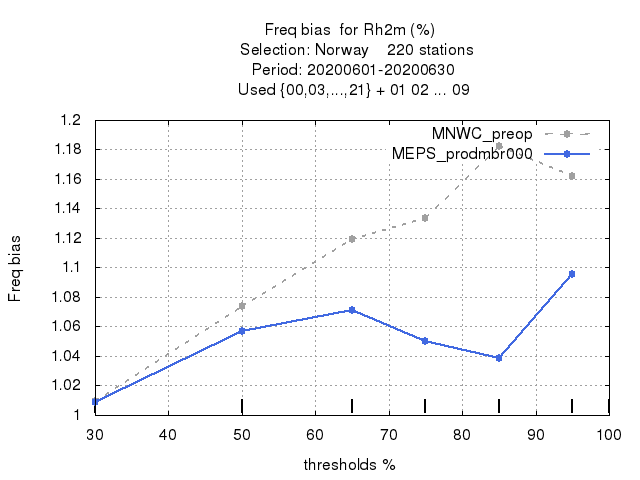 Freq bias  for Rh2m (%)
Selection: Norway    220 stations
Period: 20200601-20200630
Used {00,03,...,21} + 01 02 ... 09
MNWC_preop
MEPS_prodmbr000
1.2
1.18
1.16
1.14
1.12
1.1
1.08
1.06
1.04
1.02
1
Freq bias
30 40 50 60 70 80 90 100
thresholds %